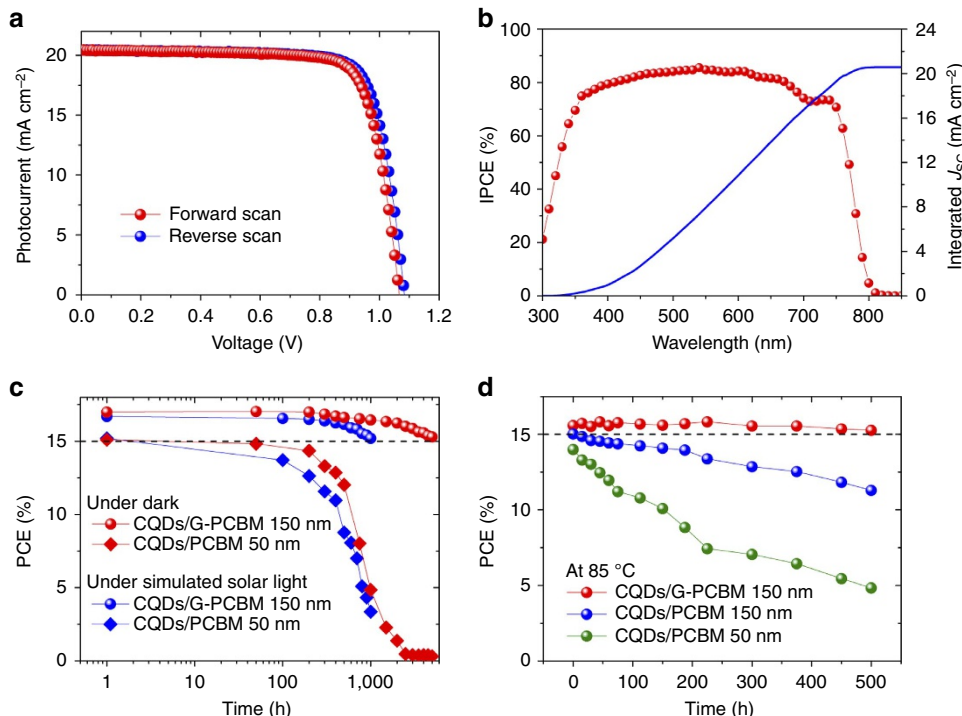 a
Photocurrent (mA cm⁻²)
20
15
10
5
0
0.0 0.2 0.4 0.6 0.8 1.0 1.2
Voltage (V)
Forward scan
Reverse scan
b
IPCE (%)
100
80
60
40
20
0
300 400 500 600 700 800
Wavelength (nm)
24
20
16
12
8
4
0
Integrated JSC (mA cm⁻²)
c
PCE (%)
15
10
5
0
1 10 100 1,000
Time (h)
Under dark
CQDs/G-PCBM 150 nm
CQDs/PCBM 50 nm
Under simulated solar light
CQDs/G-PCBM 150 nm
CQDs/PCBM 50 nm
d
PCE (%)
15
10
5
0
0 100 200 300 400 500
Time (h)
At 85 °C
CQDs/G-PCBM 150 nm
CQDs/PCBM 150 nm
CQDs/PCBM 50 nm